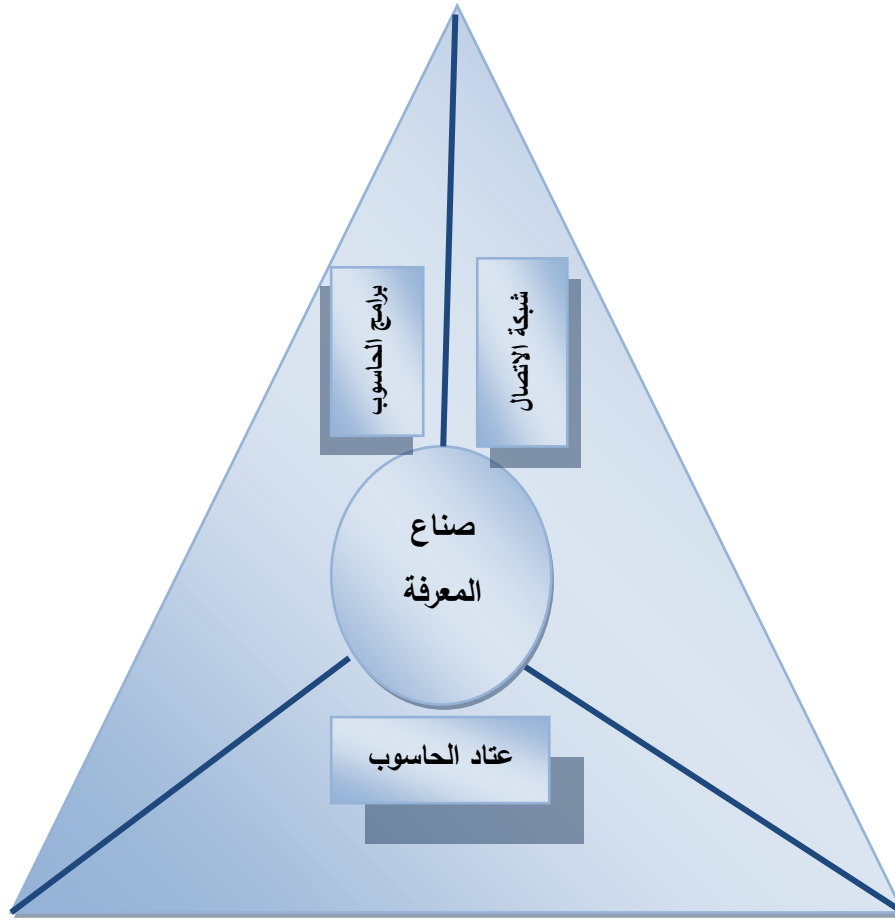 شبكة الاتصال
برامج الحاسوب
صناع
المعرفة
عتاد الحاسوب